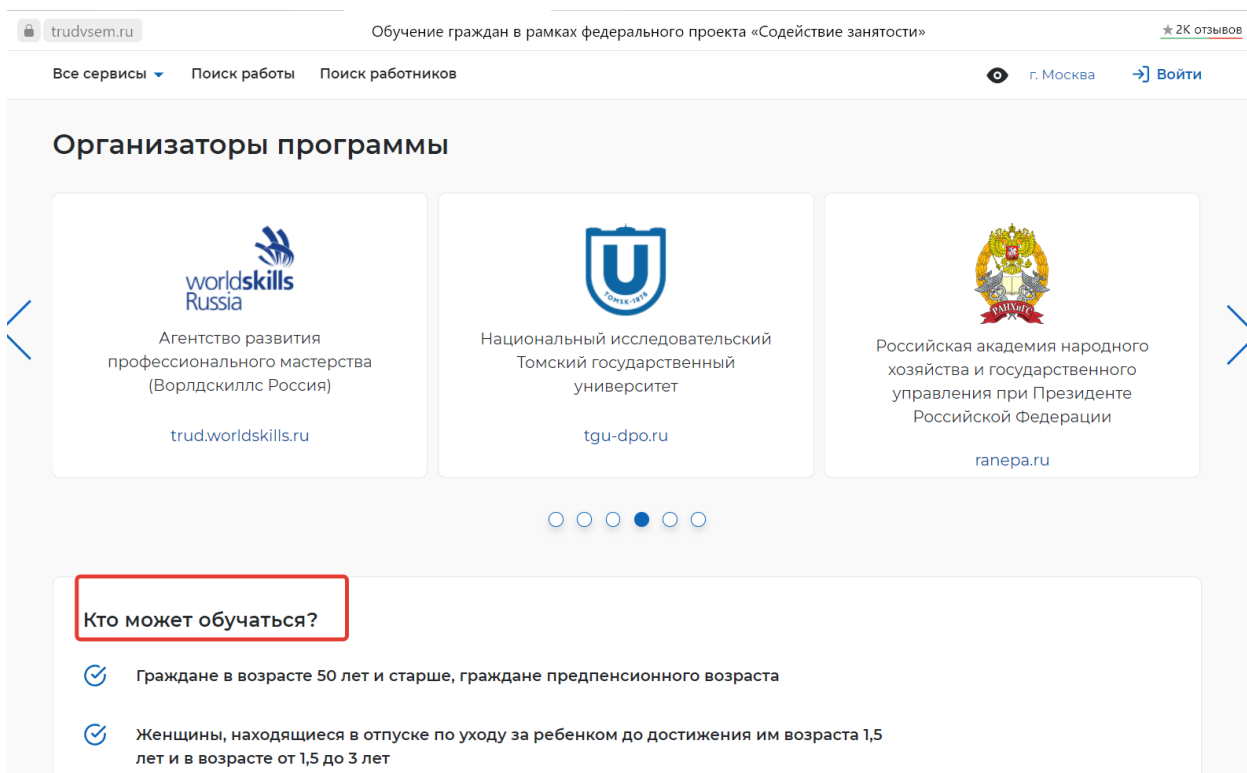 trudvsem.ru
Обучение граждан в рамках федерального проекта «Содействие занятости»
★ 2K отзывов
Все сервисы
Поиск работы
Поиск работников
г. Москва
Войти
Организаторы программы
worldskills
Russia
Агентство развития
профессионального мастерства
(Ворлдскиллс Россия)
trud.worldskills.ru
U
TOMSK-1878
Национальный исследовательский
Томский государственный
университет
tgu-dpo.ru
РАНХиГС
Российская академия народного
хозяйства и государственного
управления при Президенте
Российской Федерации
ranepa.ru
Кто может обучаться?
Граждане в возрасте 50 лет и старше, граждане предпенсионного возраста
Женщины, находящиеся в отпуске по уходу за ребенком до достижения им возраста 1,5
лет и в возрасте от 1,5 до 3 лет